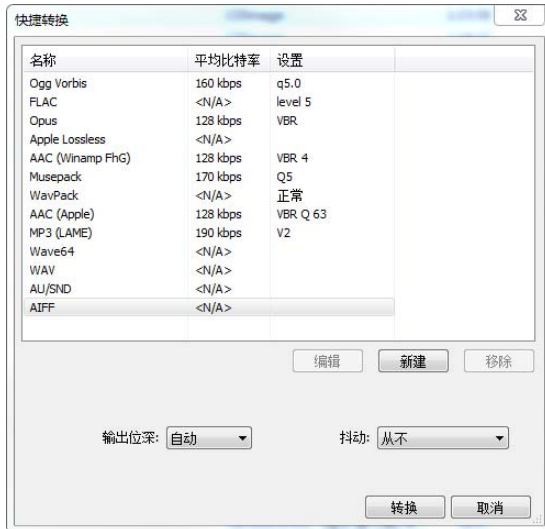 快捷转换
名称 平均比特率 设置
Ogg Vorbis 160 kbps q5.0
FLAC <N/A> level 5
Opus 128 kbps VBR
Apple Lossless <N/A>
AAC (Winamp FhG) 128 kbps VBR 4
Musepack 170 kbps Q5
WavPack <N/A> 正常
AAC (Apple) 128 kbps VBR Q 63
MP3 (LAME) 190 kbps V2
Wave64 <N/A>
WAV <N/A>
AU/SND <N/A>
AIFF <N/A>
编辑 新建 移除
输出位深: 自动 抖动: 从不
转换 取消